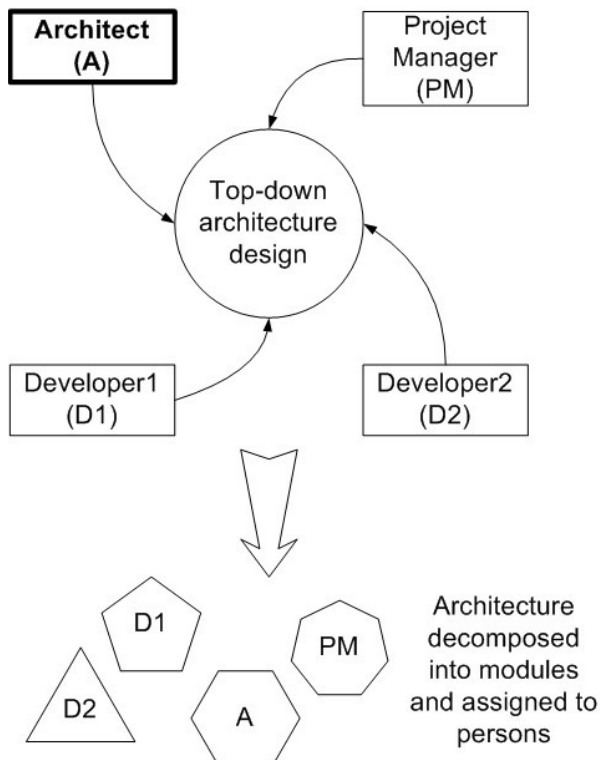 Architect
(A)
Project
Manager
(PM)
Top-down
architecture
design
Developer1
(D1)
Developer2
(D2)
D1
PM
D2
A
Architecture
decomposed
into modules
and assigned to
persons